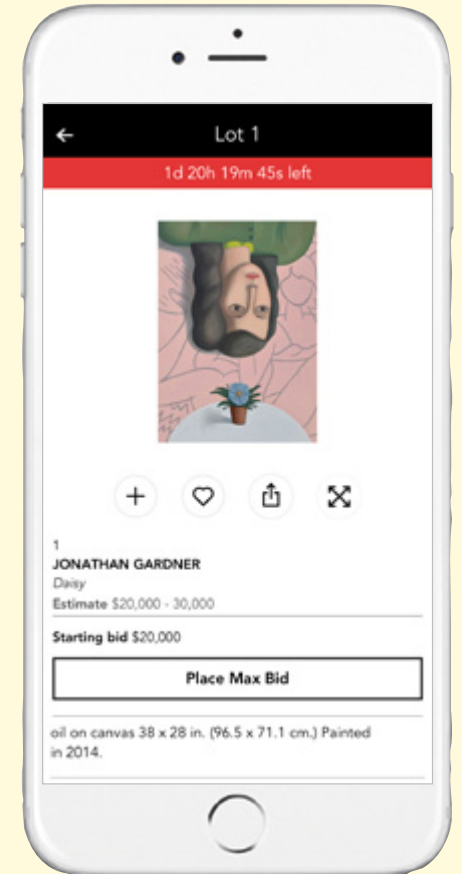 Lot 1
1d 20h 19m 45s left
1
JONATHAN GARDNER
Daisy
Estimate $20,000 - 30,000
Starting bid $20,000
Place Max Bid
oil on canvas 38 x 28 in. (96.5 x 71.1 cm.) Painted
in 2014.